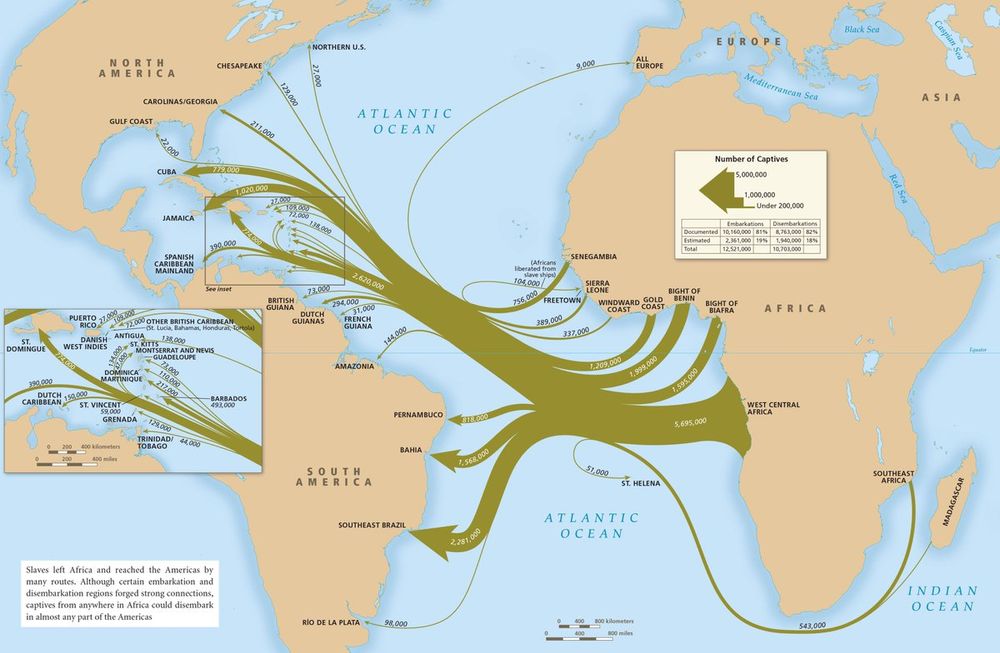 NORTHERN U.S.
CHESAPEAKE
NORTH
AMERICA
CAROLINAS/GEORGIA
GULF COAST
27,000
129,000
211,000
22,000
ATLANTIC
OCEAN
9,000
ALL
EUROPE
EUROPE
Black Sea
Caspian Sea
Mediterranean Sea
ASIA
Red Sea
CUBA
779,000
1,020,000
JAMAICA
27,000
109,000
72,000
138,000
774,000
390,000
2,620,000
SPANISH
CARIBBEAN
MAINLAND
See inset
Number of Captives
5,000,000
1,000,000
Under 200,000
Embarkations Disembarkations
Documented 10,160,000 81% 8,763,000 82%
Estimated 2,361,000 19% 1,940,000 18%
Total 12,521,000 10,703,000
SENEGAMBIA
(Africans
liberated from
slave ships)
104,000
SIERRA
LEONE
FREETOWN
756,000
389,000
337,000
WINDWARD
COAST
GOLD
COAST
BIGHT OF
BENIN
BIGHT OF
BIAFRA
AFRICA
BRITISH
GUIANA
DUTCH
GUIANAS
FRENCH
GUIANA
73,000
294,000
31,000
144,000
AMAZONIA
1,209,000
1,999,000
1,595,000
Equator
PUERTO
RICO
27,000
109,000
72,000
OTHER BRITISH CARIBBEAN
(St. Lucia, Bahamas, Honduras, Tortola)
ST.
DOMINGUE
DANISH
WEST INDIES
ANTIGUA
138,000
ST. KITTS
134,000
MONTSERRAT AND NEVIS
47,000
GUADELOUPE
73,000
774,000
DOMINICA
110,000
MARTINIQUE
217,000
390,000
DUTCH
CARIBBEAN
150,000
BARBADOS
493,000
ST. VINCENT
59,000
GRENADA
129,000
TRINIDAD/
TOBAGO
44,000
0 200 400 kilometers
0 200 400 miles
PERNAMBUCO
818,000
WEST CENTRAL
AFRICA
5,695,000
BAHIA
1,568,000
51,000
ST. HELENA
SOUTH
AMERICA
SOUTHEAST
AFRICA
MADAGASCAR
SOUTHEAST BRAZIL
2,281,000
ATLANTIC
OCEAN
INDIAN
OCEAN
Slaves left Africa and reached the Americas by
many routes. Although certain embarkation and
disembarkation regions forged strong connections,
captives from anywhere in Africa could disembark
in almost any part of the Americas
RÍO DE LA PLATA
98,000
0 400 800 kilometers
0 400 800 miles
543,000